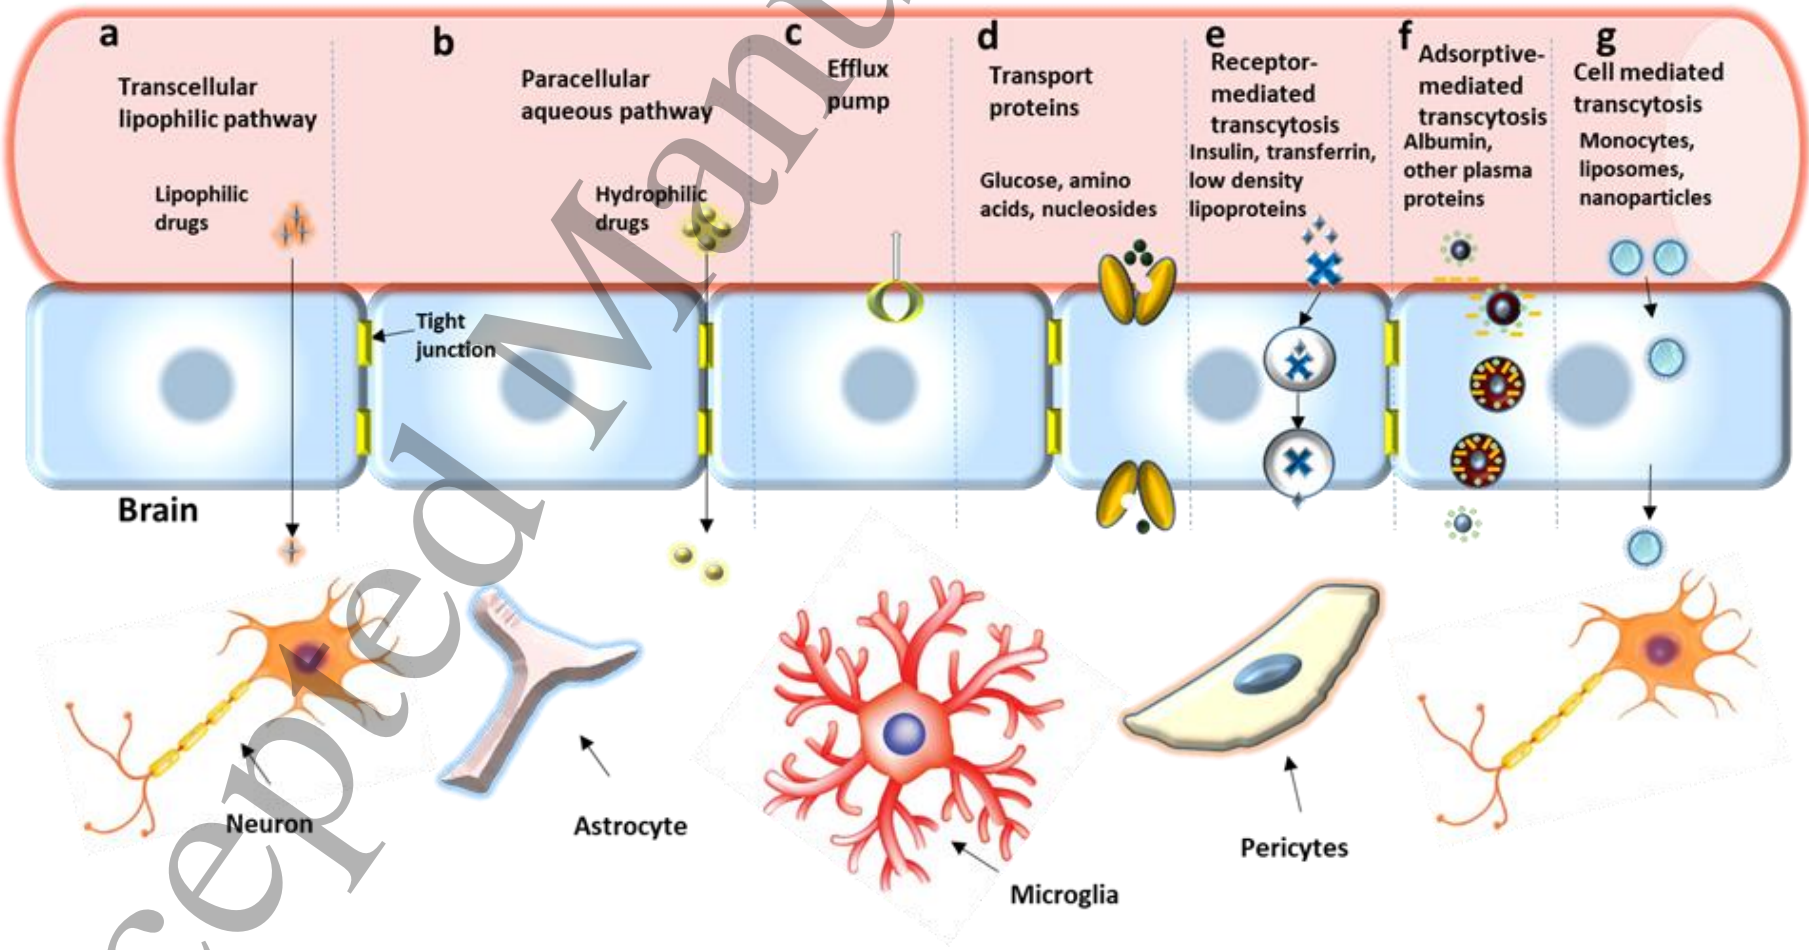 a
Transcellular
lipophilic pathway
Lipophilic
drugs
b
Paracellular
aqueous pathway
Hydrophilic
drugs
c
Efflux
pump
d
Transport
proteins
Glucose, amino
acids, nucleosides
e
Receptor-
mediated
transcytosis
Insulin, transferrin,
low density
lipoproteins
f
Adsorptive-
mediated
transcytosis
Albumin,
other plasma
proteins
g
Cell mediated
transcytosis
Monocytes,
liposomes,
nanoparticles
Tight
junction
Brain
Neuron
Astrocyte
Microglia
Pericytes
cepted Manu